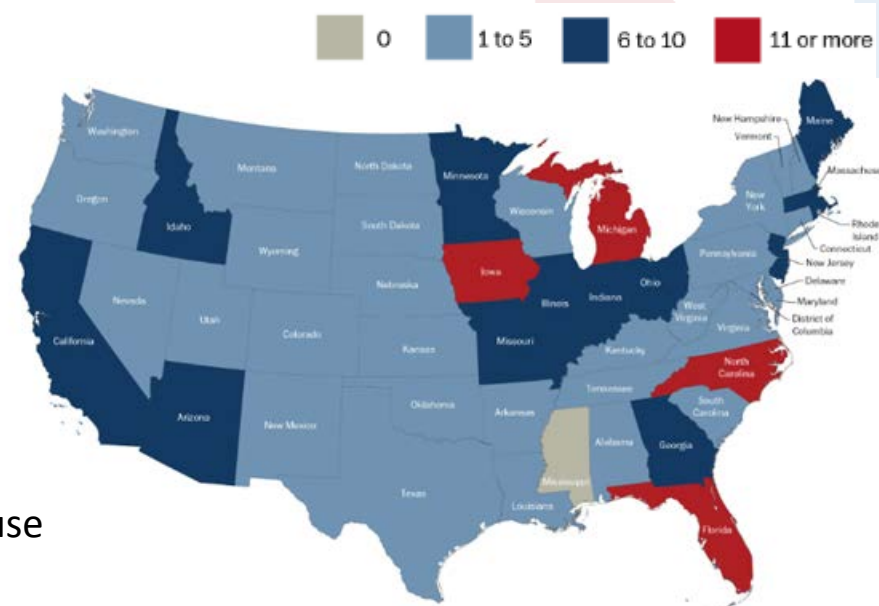 0
1 to 5
6 to 10
11 or more
Washington
Oregon
California
Idaho
Nevada
Arizona
Montana
Wyoming
Utah
Colorado
New Mexico
North Dakota
South Dakota
Nebraska
Kansas
Oklahoma
Texas
Minnesota
Iowa
Missouri
Arkansas
Louisiana
Wisconsin
Illinois
Michigan
Indiana
Ohio
Kentucky
Tennessee
Mississippi
Alabama
Georgia
Florida
South
Carolina
North
Carolina
Virginia
West
Virginia
Pennsylvania
New
York
Maine
New Hampshire
Vermont
Massachuse
Rhode
Island
Connecticut
New Jersey
Delaware
Maryland
District of
Columbia
use